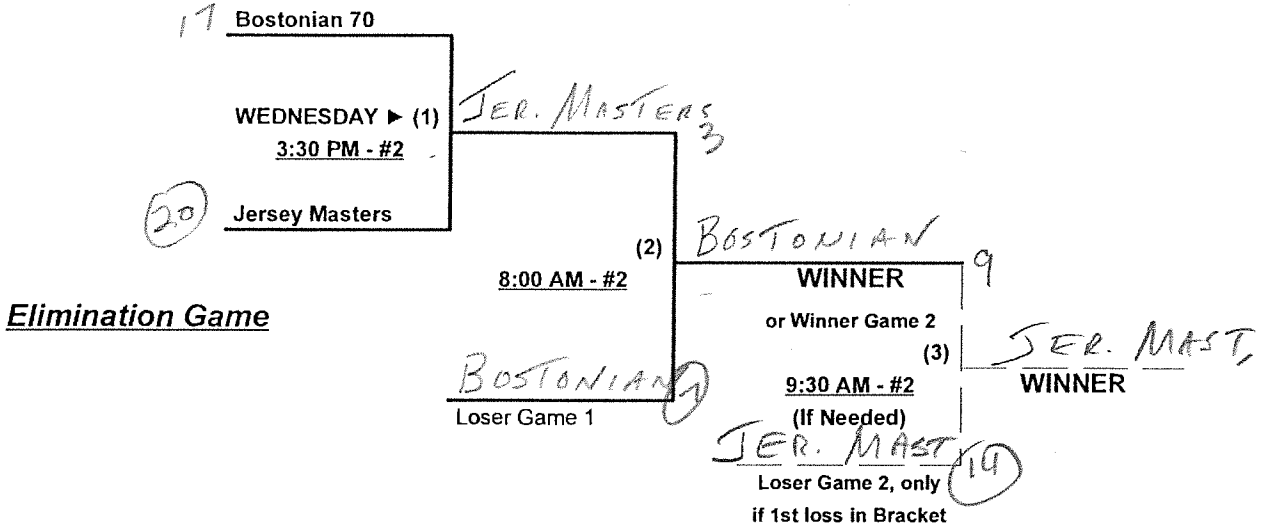 17 Bostonian 70
WEDNESDAY ► (1)
3:30 PM - #2
JER. MASTERS
3
20 Jersey Masters
(2)
8:00 AM - #2
BOSTONIAN 9
WINNER
Elimination Game
or Winner Game 2
(3)
JER. MAST.
WINNER
9:30 AM - #2
(If Needed)
BOSTONIAN
Loser Game 1
JER. MAST
Loser Game 2, only
if 1st loss in Bracket